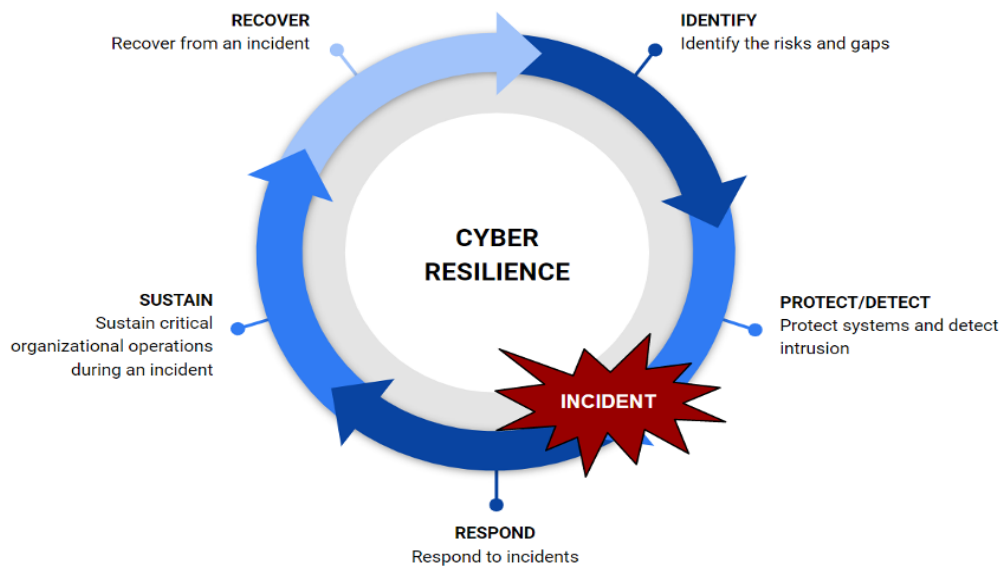 RECOVER
Recover from an incident
IDENTIFY
Identify the risks and gaps
CYBER
RESILIENCE
SUSTAIN
Sustain critical
organizational operations
during an incident
PROTECT/DETECT
Protect systems and detect
intrusion
INCIDENT
RESPOND
Respond to incidents